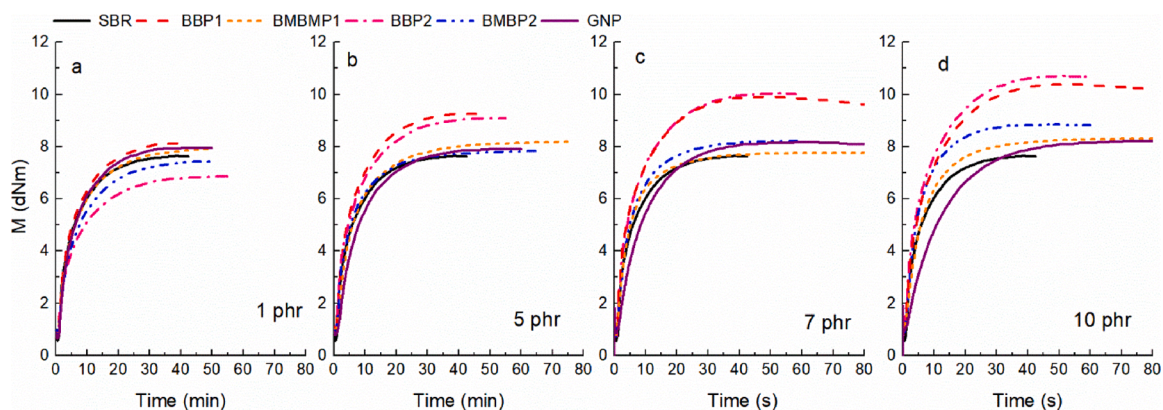 SBR BBP1 BMBMP1 BBP2 BMBP2 GNP
12 12 12 12
a b c d
10 10 10 10
8 8 8 8
M (dNm)
6 6 6 6
4 4 4 4
2 2 2 2
1 phr 5 phr 7 phr 10 phr
0 0 0 0
0 10 20 30 40 50 60 70 80 0 10 20 30 40 50 60 70 80 0 10 20 30 40 50 60 70 80 0 10 20 30 40 50 60 70 80
Time (min) Time (min) Time (s) Time (s)